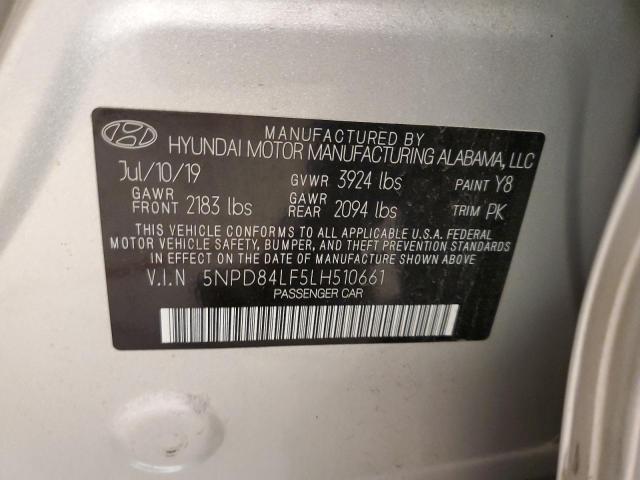 MANUFACTURED BY
HYUNDAI MOTOR MANUFACTURING ALABAMA, LLC
Jul/10/19 GVWR 3924 lbs PAINT Y8
GAWR FRONT 2183 lbs GAWR REAR 2094 lbs TRIM PK
THIS VEHICLE CONFORMS TO ALL APPLICABLE U.S.A. FEDERAL
MOTOR VEHICLE SAFETY, BUMPER, AND THEFT PREVENTION STANDARDS
IN EFFECT ON THE DATE OF MANUFACTURE SHOWN ABOVE.
V.I.N 5NPD84LF5LH510661
PASSENGER CAR